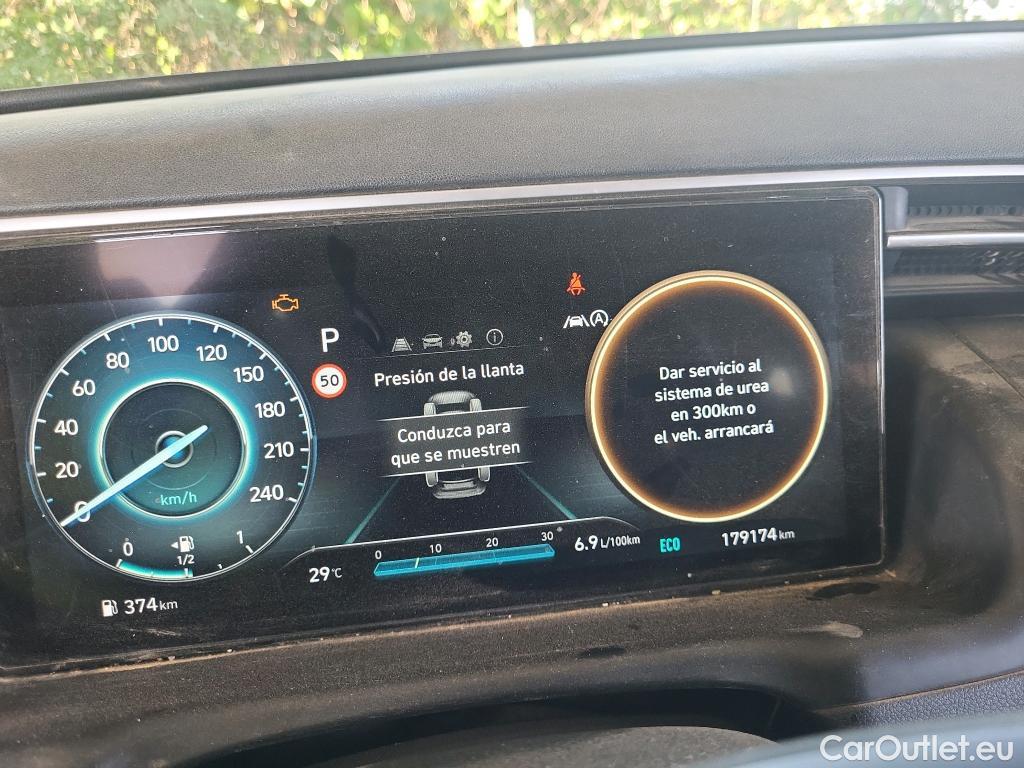 0
20
40
60
80
100
120
150
180
210
240
km/h
0
1/2
1
374 km
P
50
Presión de la llanta
Conduzca para
que se muestren
29°C
0 10 20 30
6.9 L/100km
ECO
179174 km
A
Dar servicio al
sistema de urea
en 300km o
el veh. arrancará
CarOutlet.eu